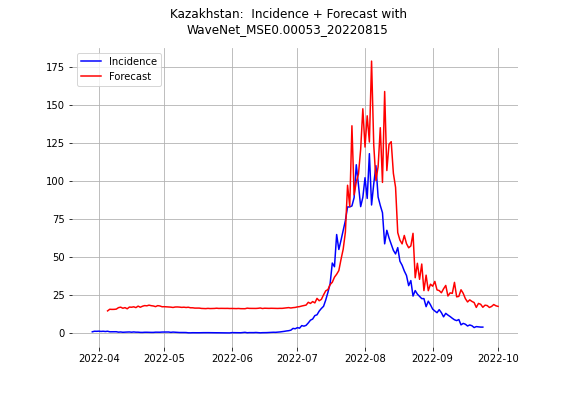 Kazakhstan:  Incidence + Forecast with
WaveNet_MSE0.00053_20220815
Incidence
Forecast
175
150
125
100
75
50
25
0
2022-04 2022-05 2022-06 2022-07 2022-08 2022-09 2022-10